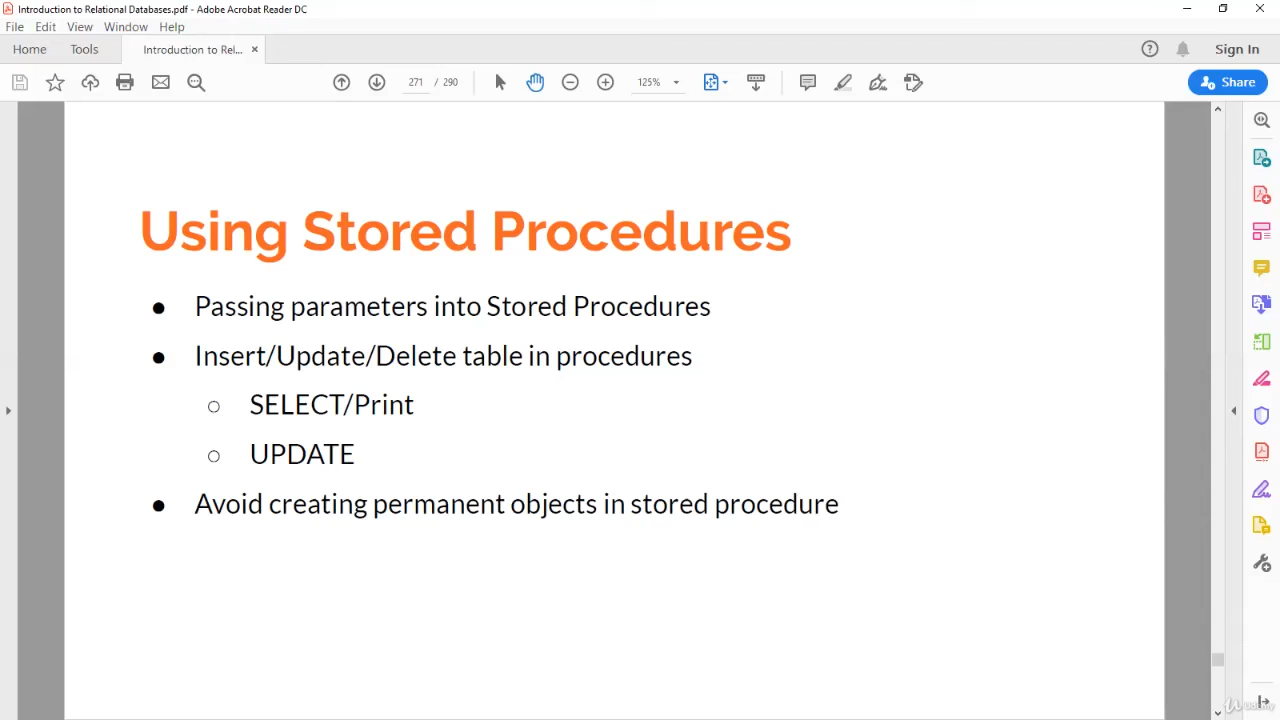 Introduction to Relational Databases.pdf - Adobe Acrobat Reader DC
File Edit View Window Help
Home Tools Introduction to Rel... × Sign In
271 / 290 125% Share
Using Stored Procedures
● Passing parameters into Stored Procedures
● Insert/Update/Delete table in procedures
○ SELECT/Print
○ UPDATE
● Avoid creating permanent objects in stored procedure
Udemy